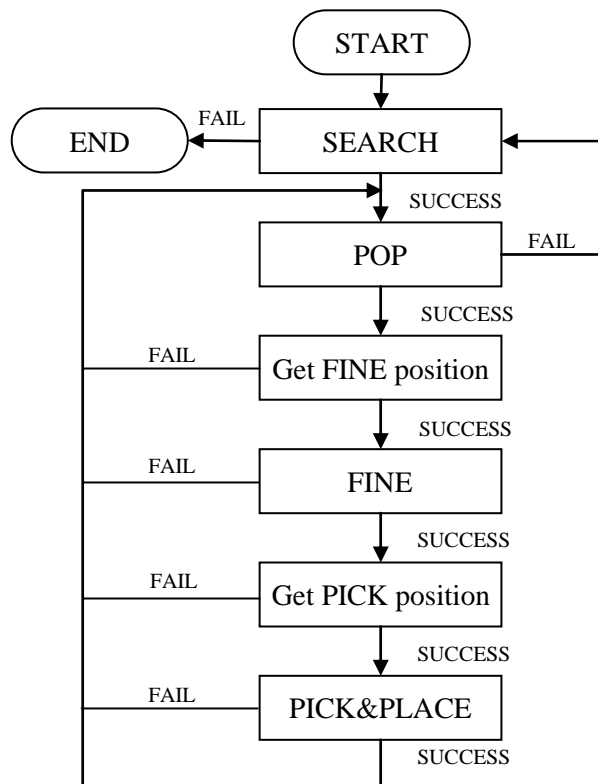 START
FAIL
END
SEARCH
SUCCESS
POP
FAIL
SUCCESS
FAIL
Get FINE position
SUCCESS
FAIL
FINE
SUCCESS
FAIL
Get PICK position
SUCCESS
FAIL
PICK&PLACE
SUCCESS